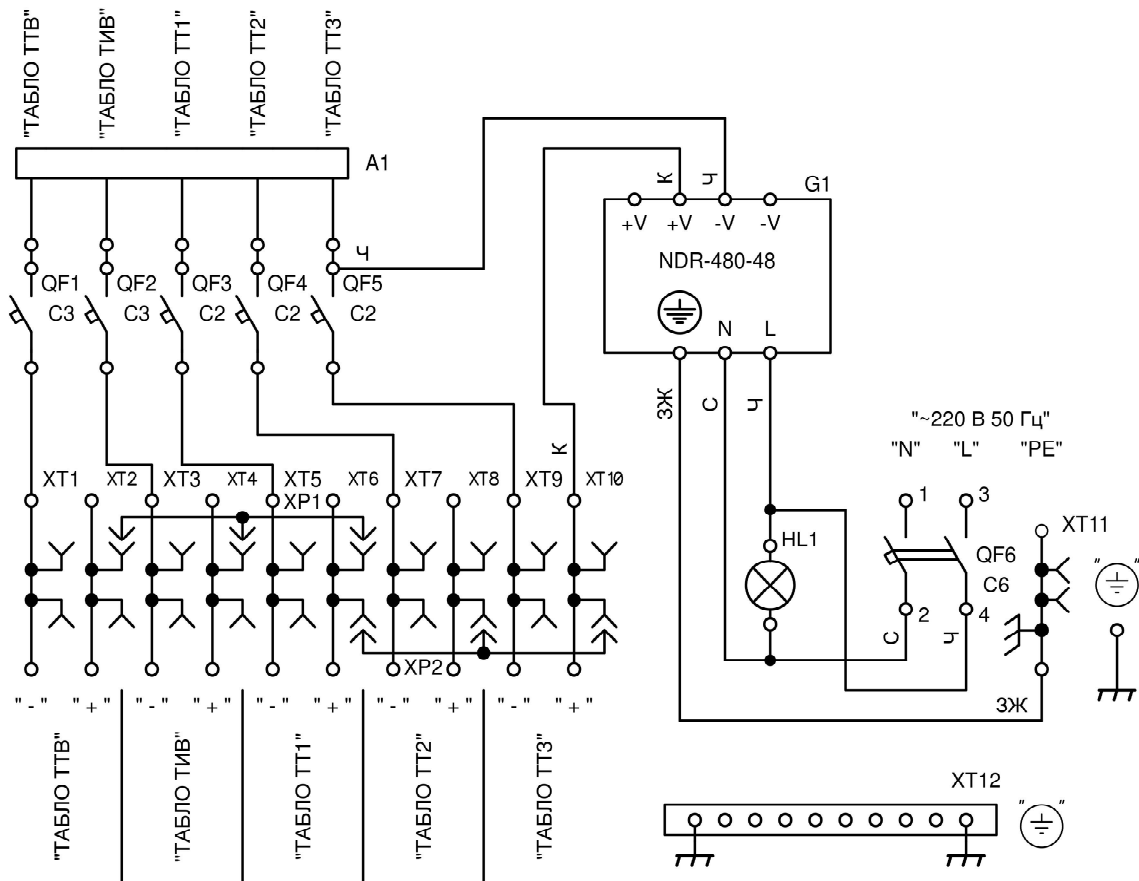 "ТАБЛО ТТВ"
"ТАБЛО ТИВ"
"ТАБЛО ТТ1"
"ТАБЛО ТТ2"
"ТАБЛО ТТ3"
A1
К
Ч
G1
+V
+V
-V
-V
NDR-480-48
N
L
Ч
QF1
C3
QF2
C3
QF3
C2
QF4
C2
QF5
C2
ЗЖ
С
Ч
"~220 В 50 Гц"
"N"
"L"
"PE"
К
XT1
XT2
XT3
XT4
XT5
XT6
XT7
XT8
XT9
XT10
XP1
1
3
XT11
HL1
QF6
C6
" "
2
4
С
Ч
XP2
"-"
"+"
"-"
"+"
"-"
"+"
"-"
"+"
"-"
"+"
ЗЖ
"ТАБЛО ТТВ"
"ТАБЛО ТИВ"
"ТАБЛО ТТ1"
"ТАБЛО ТТ2"
"ТАБЛО ТТ3"
XT12
" "